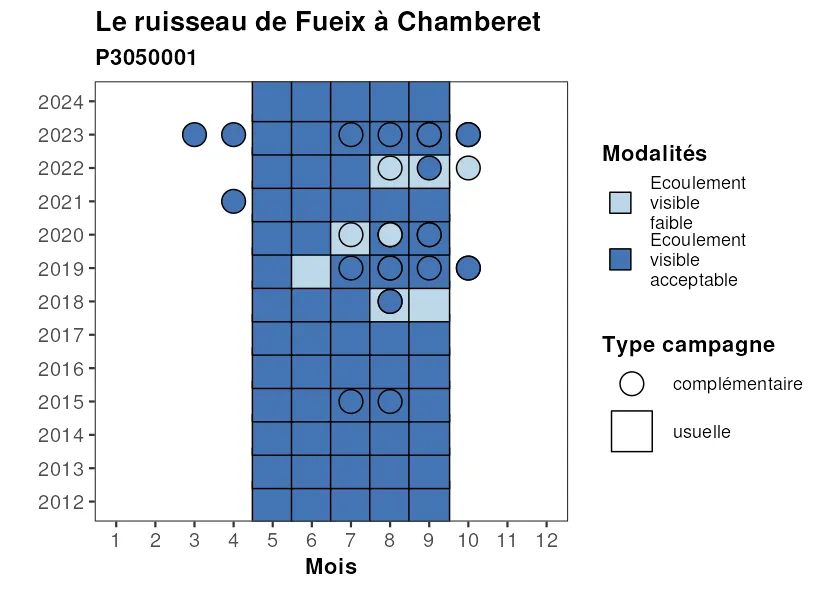 Le ruisseau de Fueix à Chamberet
P3050001
2024
2023
2022
2021
2020
2019
2018
2017
2016
2015
2014
2013
2012
1 2 3 4 5 6 7 8 9 10 11 12
Mois
Modalités
Ecoulement
visible
faible
Ecoulement
visible
acceptable
Type campagne
complémentaire
usuelle